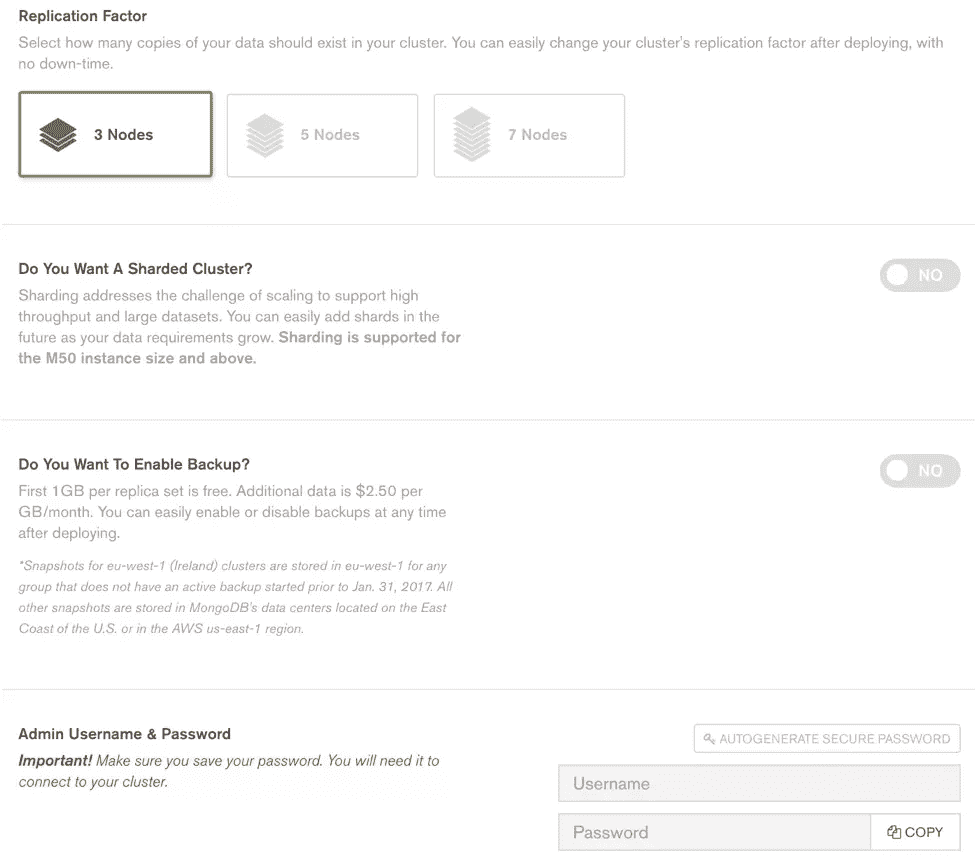 Replication Factor
Select how many copies of your data should exist in your cluster. You can easily change your cluster's replication factor after deploying, with
no down-time.
3 Nodes
5 Nodes
7 Nodes
Do You Want A Sharded Cluster?
NO
Sharding addresses the challenge of scaling to support high
throughput and large datasets. You can easily add shards in the
future as your data requirements grow. Sharding is supported for
the M50 instance size and above.
Do You Want To Enable Backup?
NO
First 1GB per replica set is free. Additional data is $2.50 per
GB/month. You can easily enable or disable backups at any time
after deploying.
*Snapshots for eu-west-1 (Ireland) clusters are stored in eu-west-1 for any
group that does not have an active backup started prior to Jan. 31, 2017. All
other snapshots are stored in MongoDB's data centers located on the East
Coast of the U.S. or in the AWS us-east-1 region.
Admin Username & Password
Important! Make sure you save your password. You will need it to
connect to your cluster.
AUTOGENERATE SECURE PASSWORD
Username
Password
COPY